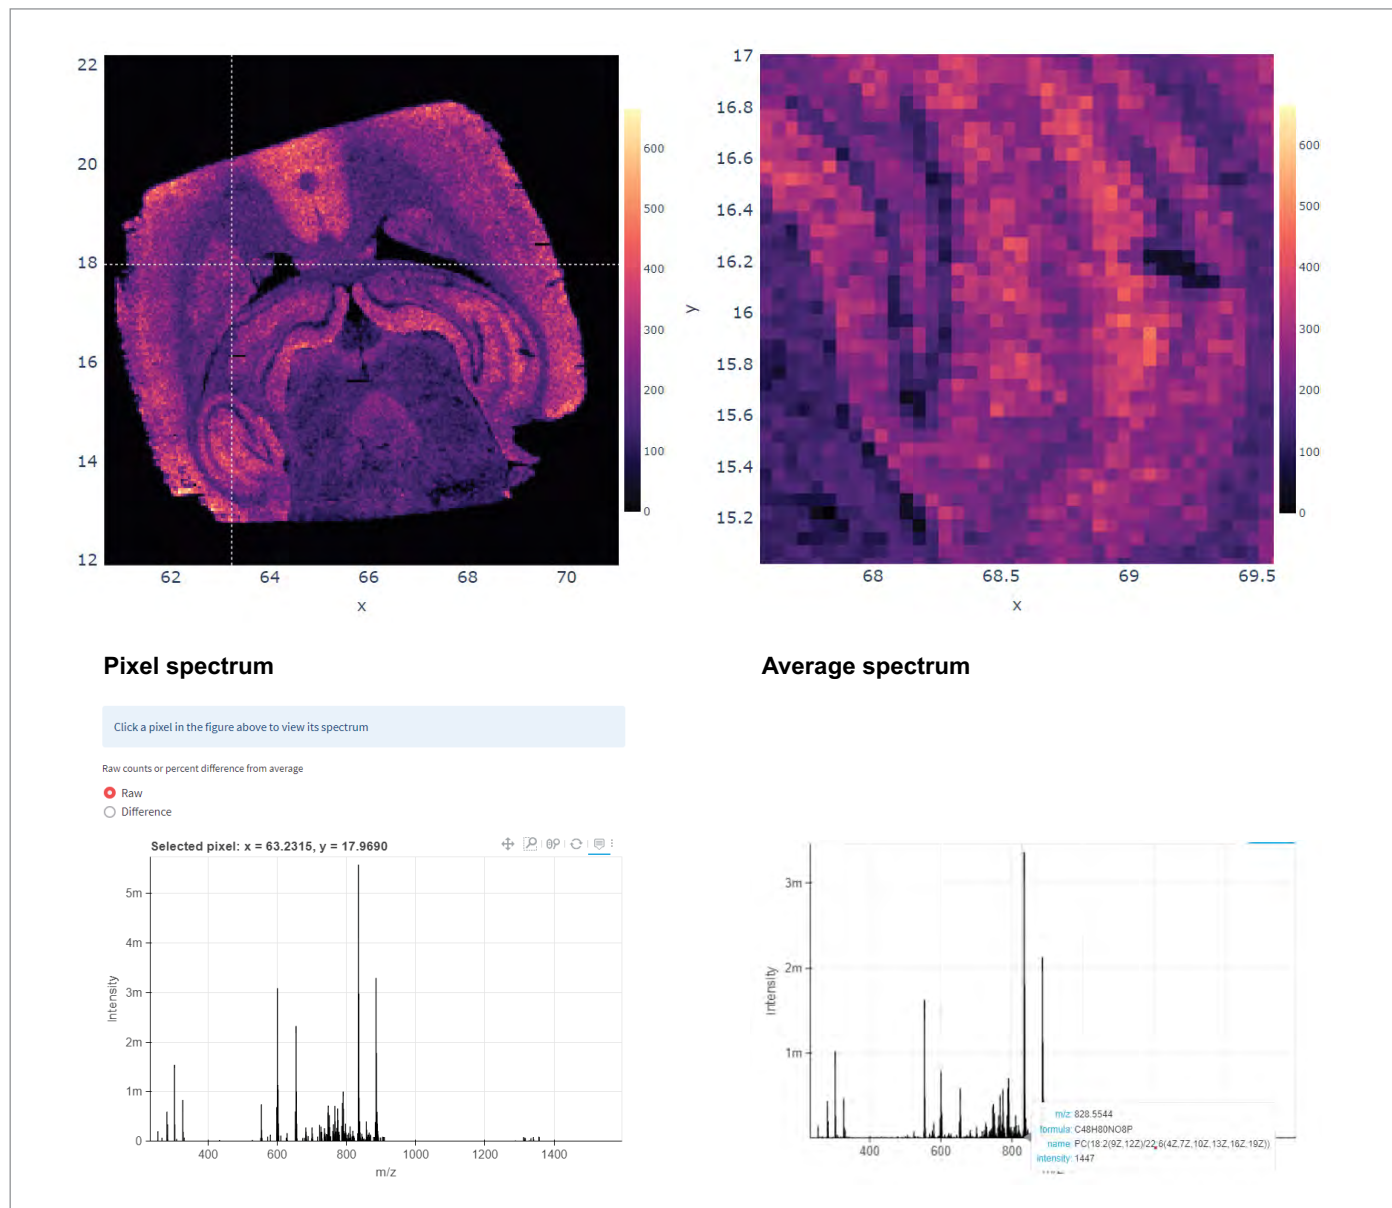 22
20
18
16
14
12
62
64
66
68
70
x
600
500
400
300
200
100
0
17
16.8
16.6
16.4
16.2
16
15.8
15.6
15.4
15.2
y
68
68.5
69
69.5
x
600
500
400
300
200
100
0
Pixel spectrum
Average spectrum
Click a pixel in the figure above to view its spectrum
Raw counts or percent difference from average
Raw
Difference
Selected pixel: x = 63.2315, y = 17.9690
5m
4m
3m
2m
1m
0
Intensity
400
600
800
1000
1200
1400
m/z
3m
2m
1m
Intensity
400
600
800
m/z: 828.5544
formula: C48H80NO8P
name: PC(18:2(9Z,12Z)/22:6(4Z,7Z,10Z,13Z,16Z,19Z))
intensity: 1447